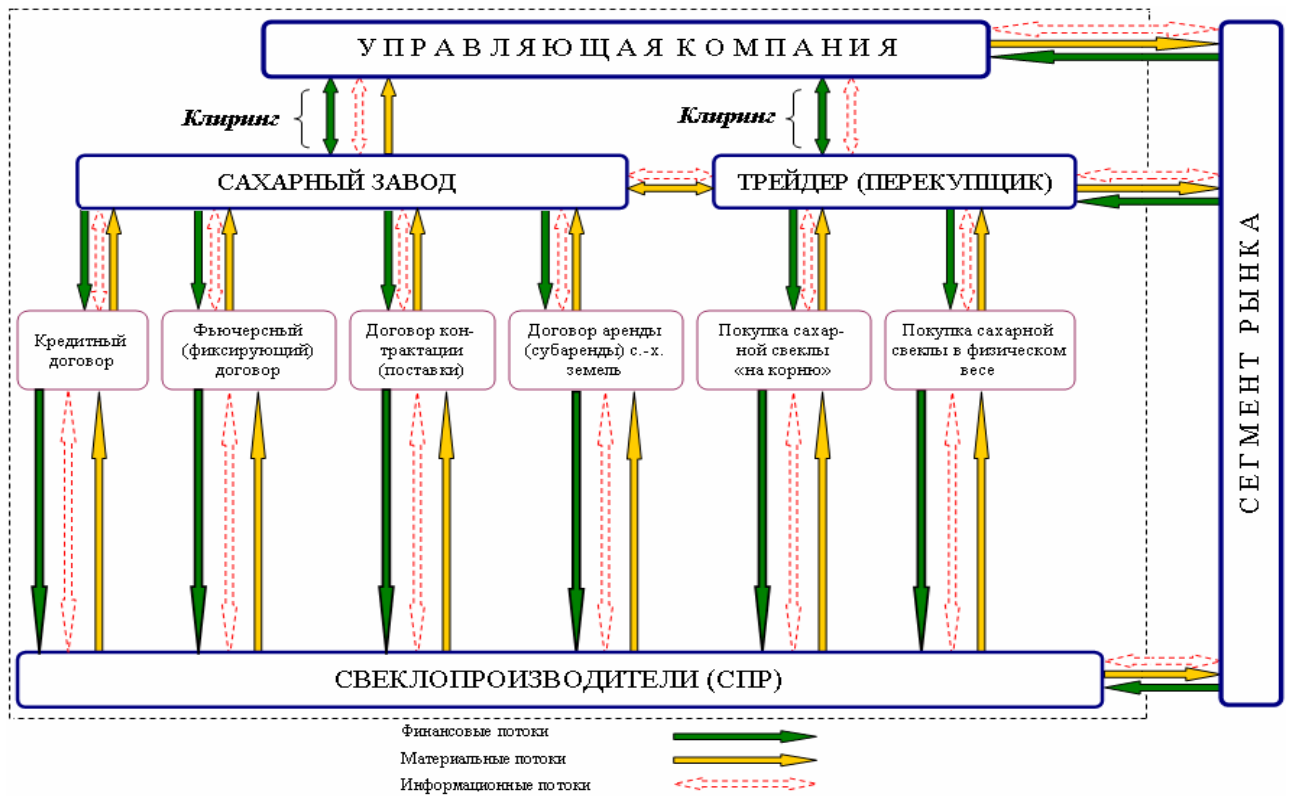 УПРАВЛЯЮЩАЯ КОМПАНИЯ
Клиринг
Клиринг
САХАРНЫЙ ЗАВОД
ТРЕЙДЕР (ПЕРЕКУПЩИК)
Кредитный
договор
Фьючерсный
(фиксирующий)
договор
Договор кон-
трактации
(поставки)
Договор аренды
(субаренды) с.-х.
земель
Покупка сахар-
ной свеклы
«на корню»
Покупка сахарной
свеклы в физическом
весе
СЕГМЕНТ РЫНКА
СВЕКЛОПРОИЗВОДИТЕЛИ (СПР)
Финансовые потоки
Материальные потоки
Информационные потоки